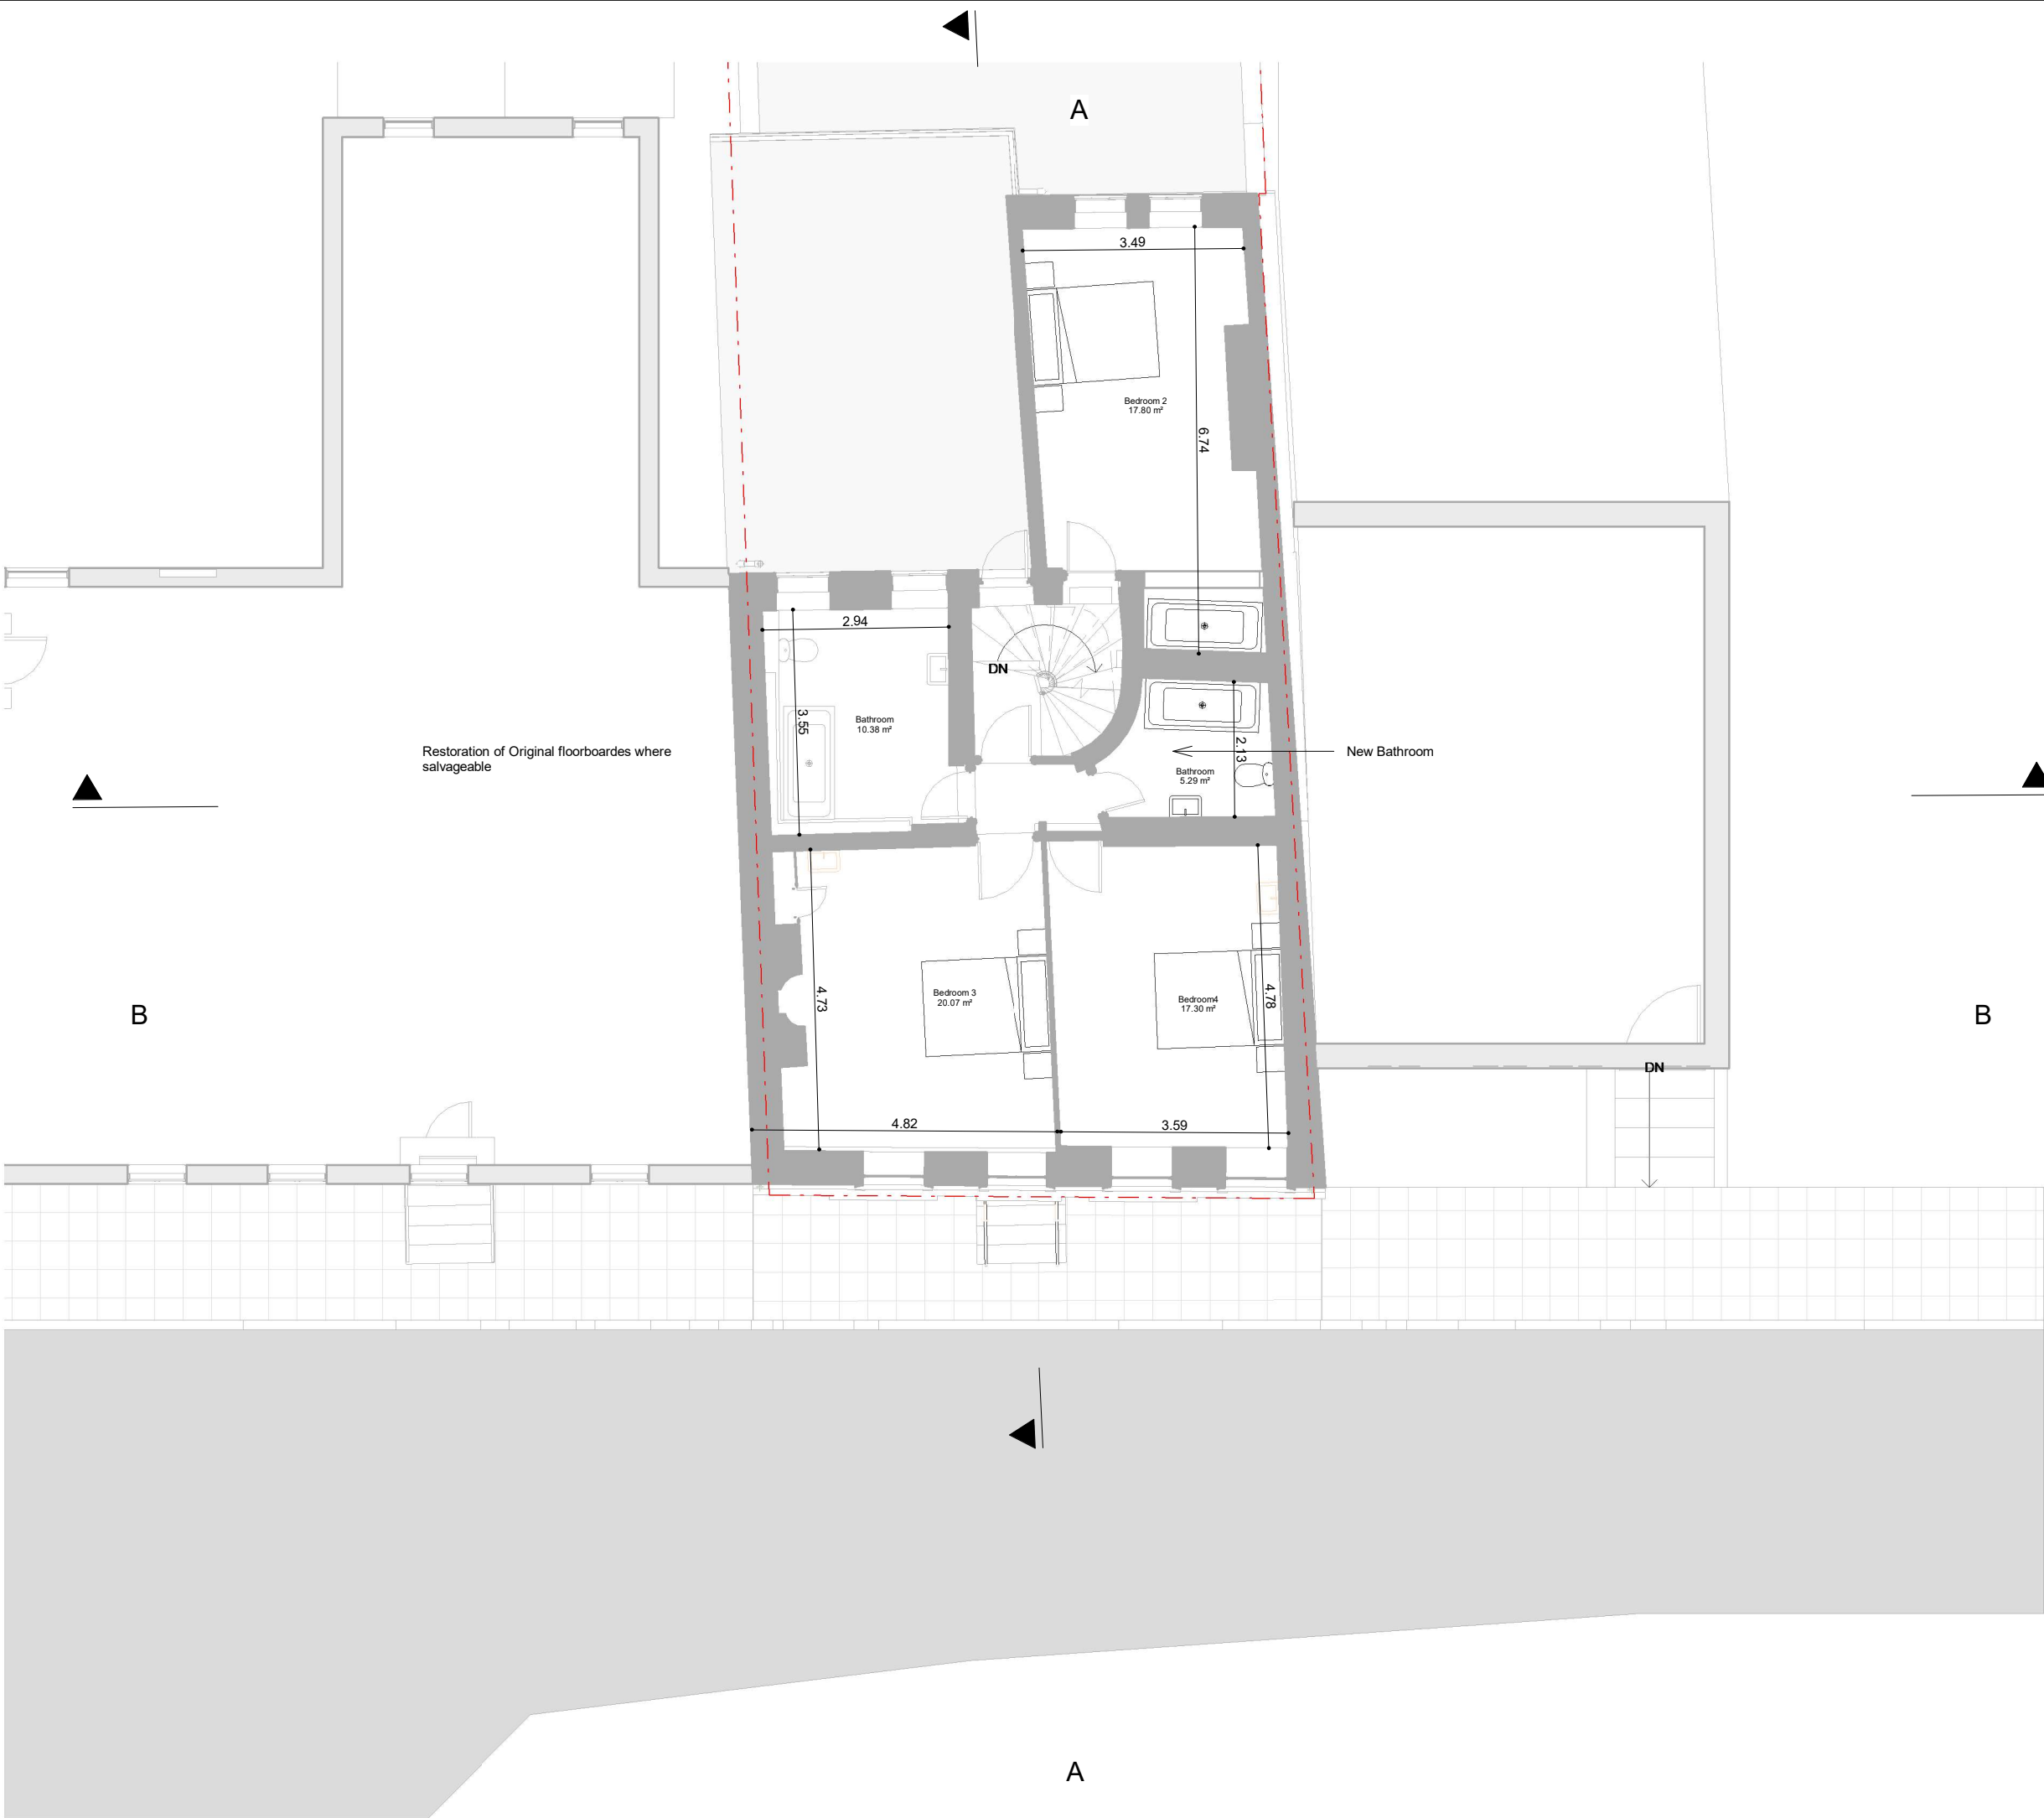 A
3.49
Bedroom 2
17.80 m²
6.74
2.94
DN
3.55
Bathroom
10.38 m²
Restoration of Original floorboardes where
salvageable
2.13
New Bathroom
Bathroom
5.29 m²
4.73
Bedroom 3
20.07 m²
4.78
Bedroom4
17.30 m²
B
B
DN
4.82
3.59
A